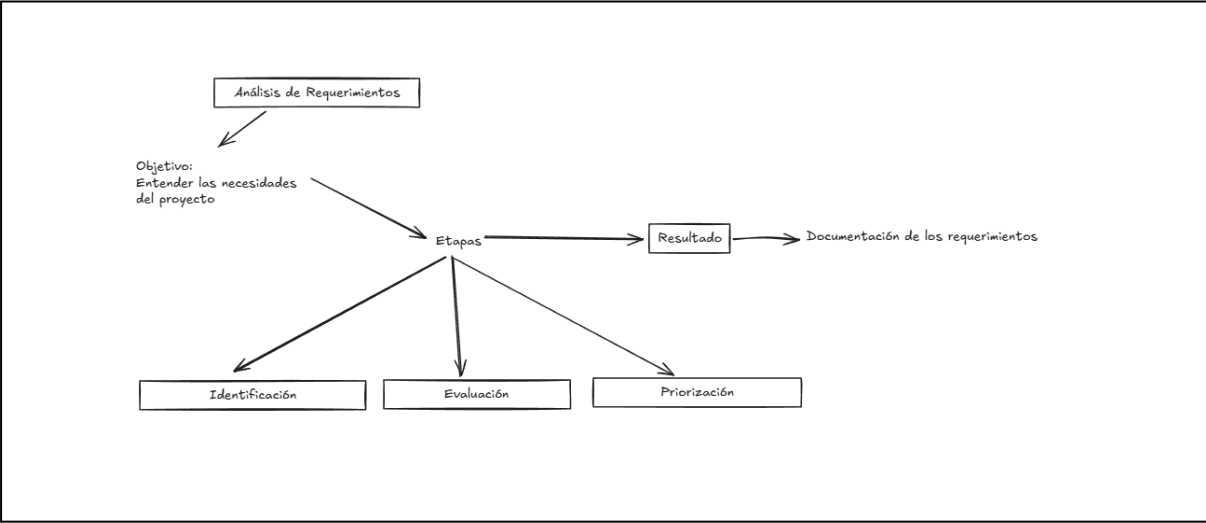 Análisis de Requerimientos
Objetivo:
Entender las necesidades
del proyecto
Etapas
Resultado
Documentación de los requerimientos
Identificación
Evaluación
Priorización